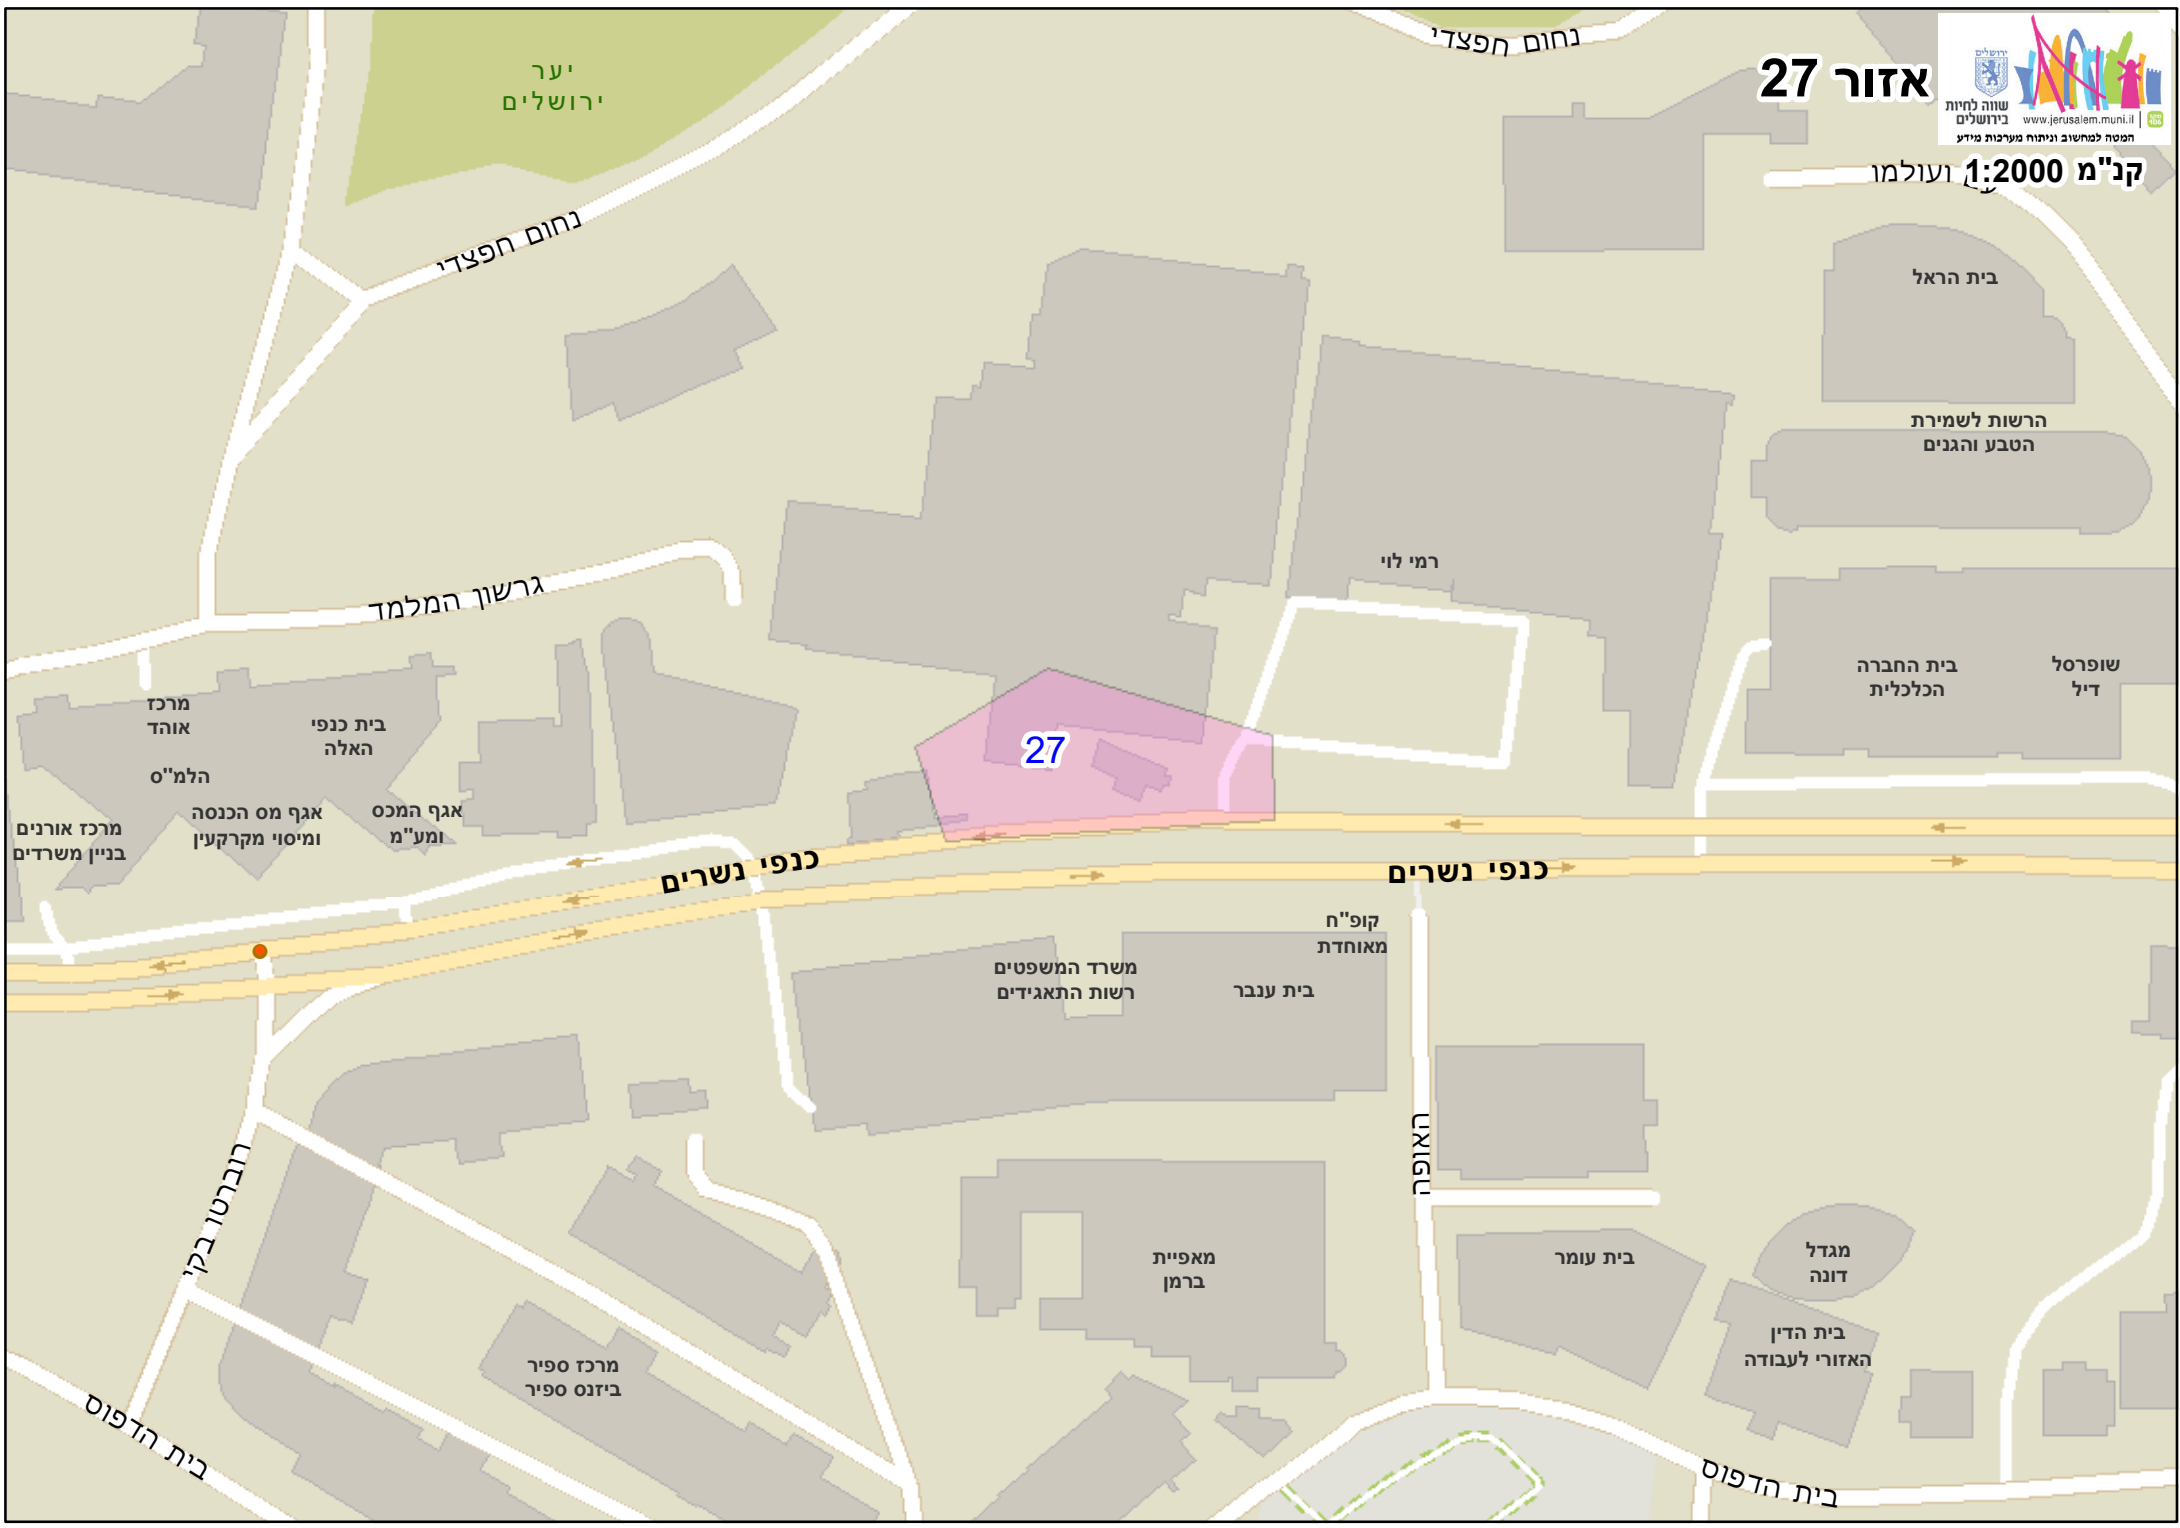 אזור 27
ירושלים
שווה לחיות
בירושלים
www.jerusalem.muni.il
מוקד
106
המטה למחשוב וניתוח מערכות מידע
קנ"מ 1:2000
נחום חפצדי
יער
ירושלים
ועולמו
נחום חפצדי
בית הראל
הרשות לשמירת
הטבע והגנים
רמי לוי
גרשון המלמד
בית החברה
הכלכלית
שופרסל
דיל
מרכז
אוהד
בית כנפי
האלה
הלמ"ס
27
אגף מס הכנסה
ומיסוי מקרקעין
אגף המכס
ומע"מ
מרכז אורנים
בניין משרדים
כנפי נשרים
כנפי נשרים
קופ"ח
מאוחדת
משרד המשפטים
רשות התאגידים
בית ענבר
האופה
רוברטו בקי
מאפיית
ברמן
בית עומר
מגדל
דונה
בית הדין
האזורי לעבודה
מרכז ספיר
ביזנס ספיר
בית הדפוס
בית הדפוס